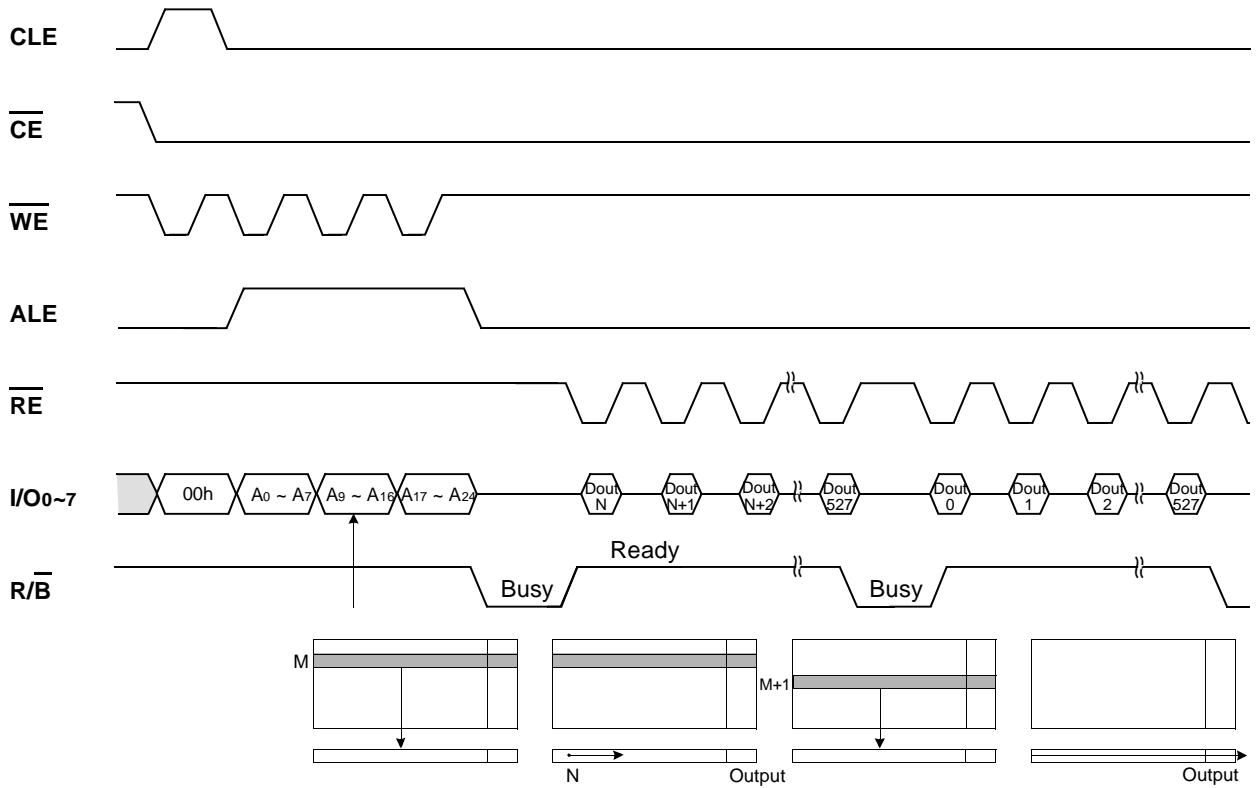 CLE
CE
WE
ALE
RE
I/O0~7 00h A0 ~ A7 A9 ~ A16 A17 ~ A24 Dout N Dout N+1 Dout N+2 Dout 527 Dout 0 Dout 1 Dout 2 Dout 527
R/B Busy Ready Busy
M M+1
N Output Output